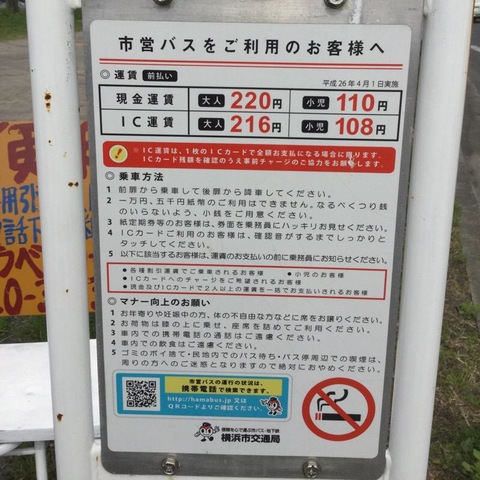 市営バスをご利用のお客様へ
◎運賃 前払い 平成26年4月1日実施
現金運賃 大人 220円 小児 110円
IC運賃 大人 216円 小児 108円
※IC運賃は、1枚のICカードで全額お支払になる場合に限ります。
ICカード残額を確認のうえ事前チャージのご協力をお願いします。
◎乗車方法
1 前扉から乗車して後扉から降車してください。
2 一万円、五千円紙幣のご利用はできません。なるべくつり銭
のいらないよう、小銭をご用意ください。
3 紙定期券等のお客様は、券面を乗務員にハッキリお見せください。
4 ICカードご利用のお客様は、確認音がするまでしっかりと
タッチしてください。
5 以下に該当するお客様は、運賃のお支払の前に乗務員にお知らせください。
●各種割引運賃でご乗車されるお客様 ●小児のお客様
●ICカードへのチャージをご希望されるお客様
●現金及びICカードで2人以上の運賃を一括でお支払いされるお客様
◎マナー向上のお願い
1 お年寄りや妊娠中の方、体の不自由な方などに席をお譲りください。
2 お荷物は膝の上に乗せ、座席を詰めてご利用ください。
3 車内での携帯電話の通話はご遠慮ください。
4 車内での飲食はご遠慮ください。
5 ゴミのポイ捨て・民地内でのバス待ち・バス停周辺での喫煙は、
周りの方へのご迷惑となりますので絶対におやめください。
市営バスの運行の状況は、
携帯電話で検索できます。
http://hamabus.jp 又は
QRコードよりご確認ください。
横浜市交通局